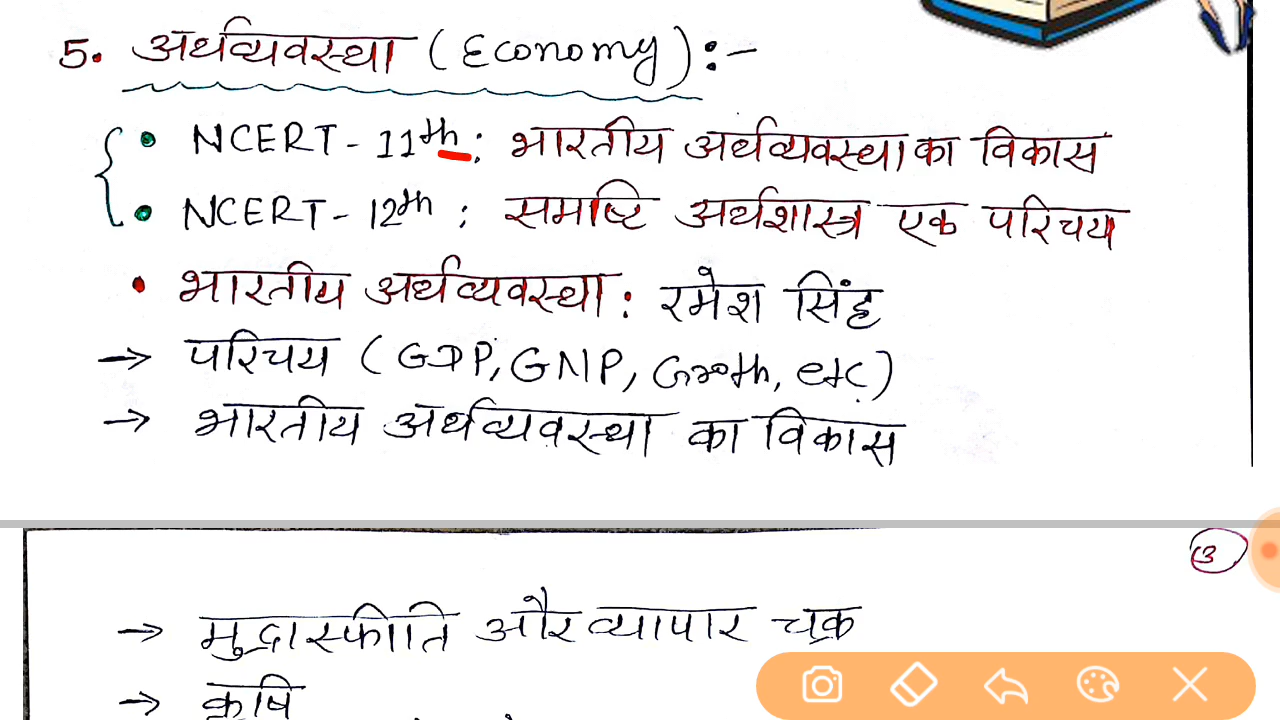 5. अर्थव्यवस्था (Economy) :-
• NCERT - 11th : भारतीय अर्थव्यवस्था का विकास
• NCERT - 12th : समष्टि अर्थशास्त्र एक परिचय
• भारतीय अर्थव्यवस्था : रमेश सिंह
→ परिचय (GDP, GNP, Growth, etc)
→ भारतीय अर्थव्यवस्था का विकास
3
→ मुद्रास्फीति और व्यापार चक्र
→ कृषि